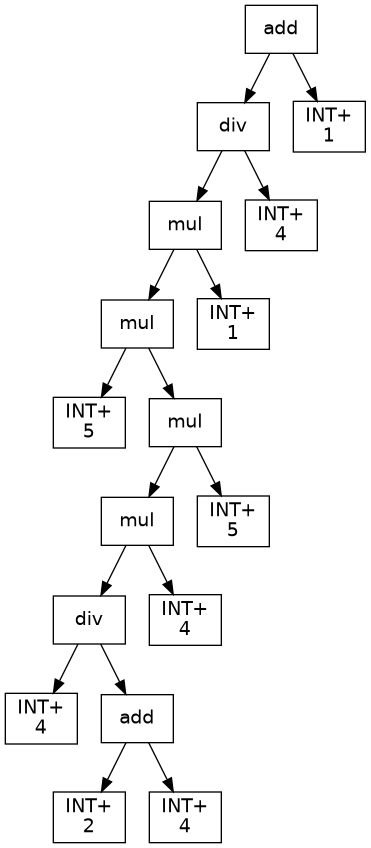 add
div
INT+
1
mul
INT+
4
mul
INT+
1
INT+
5
mul
mul
INT+
5
div
INT+
4
INT+
4
add
INT+
2
INT+
4